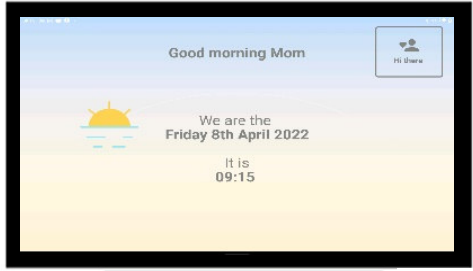 Good morning Mom
Hi there
We are the
Friday 8th April 2022
It is
09:15